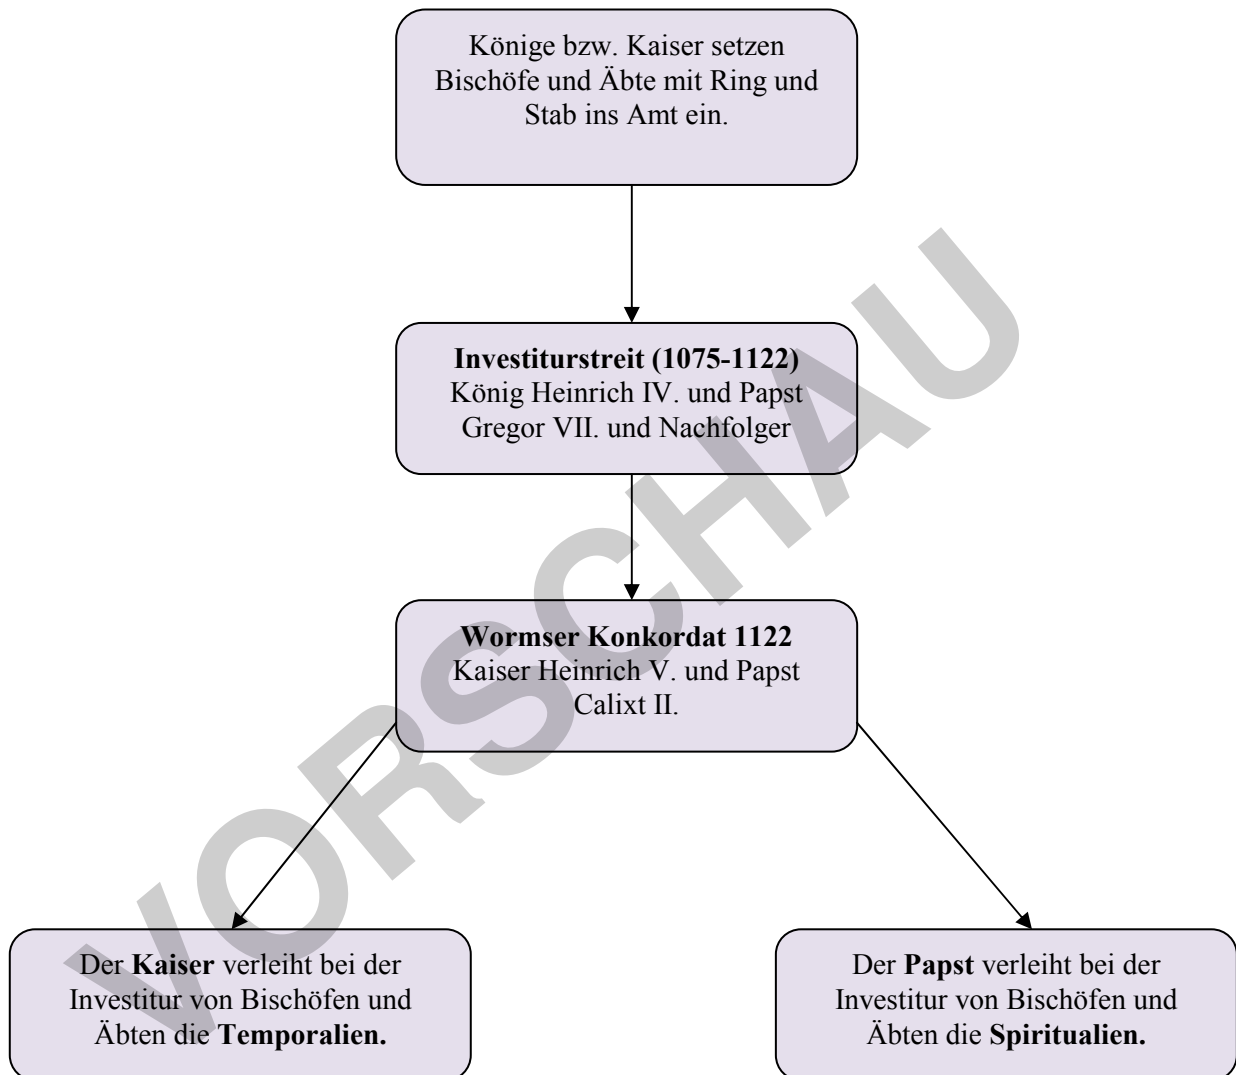 Könige bzw. Kaiser setzen
Bischöfe und Äbte mit Ring und
Stab ins Amt ein.
Investiturstreit (1075-1122)
König Heinrich IV. und Papst
Gregor VII. und Nachfolger
Wormser Konkordat 1122
Kaiser Heinrich V. und Papst
Calixt II.
Der Kaiser verleiht bei der
Investitur von Bischöfen und
Äbten die Temporalien.
Der Papst verleiht bei der
Investitur von Bischöfen und
Äbten die Spiritualien.
VORSCHAU